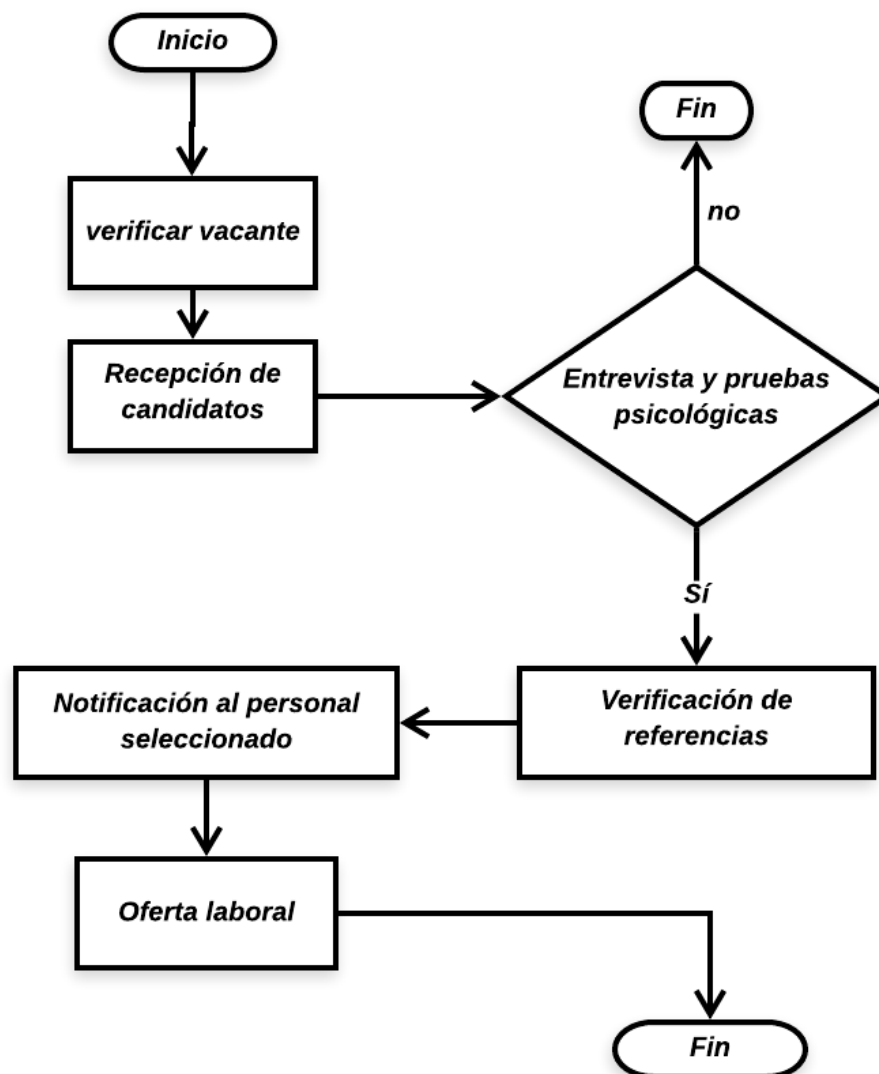 Inicio
verificar vacante
Recepción de
candidatos
Entrevista y pruebas
psicológicas
no
Fin
Sí
Verificación de
referencias
Notificación al personal
seleccionado
Oferta laboral
Fin